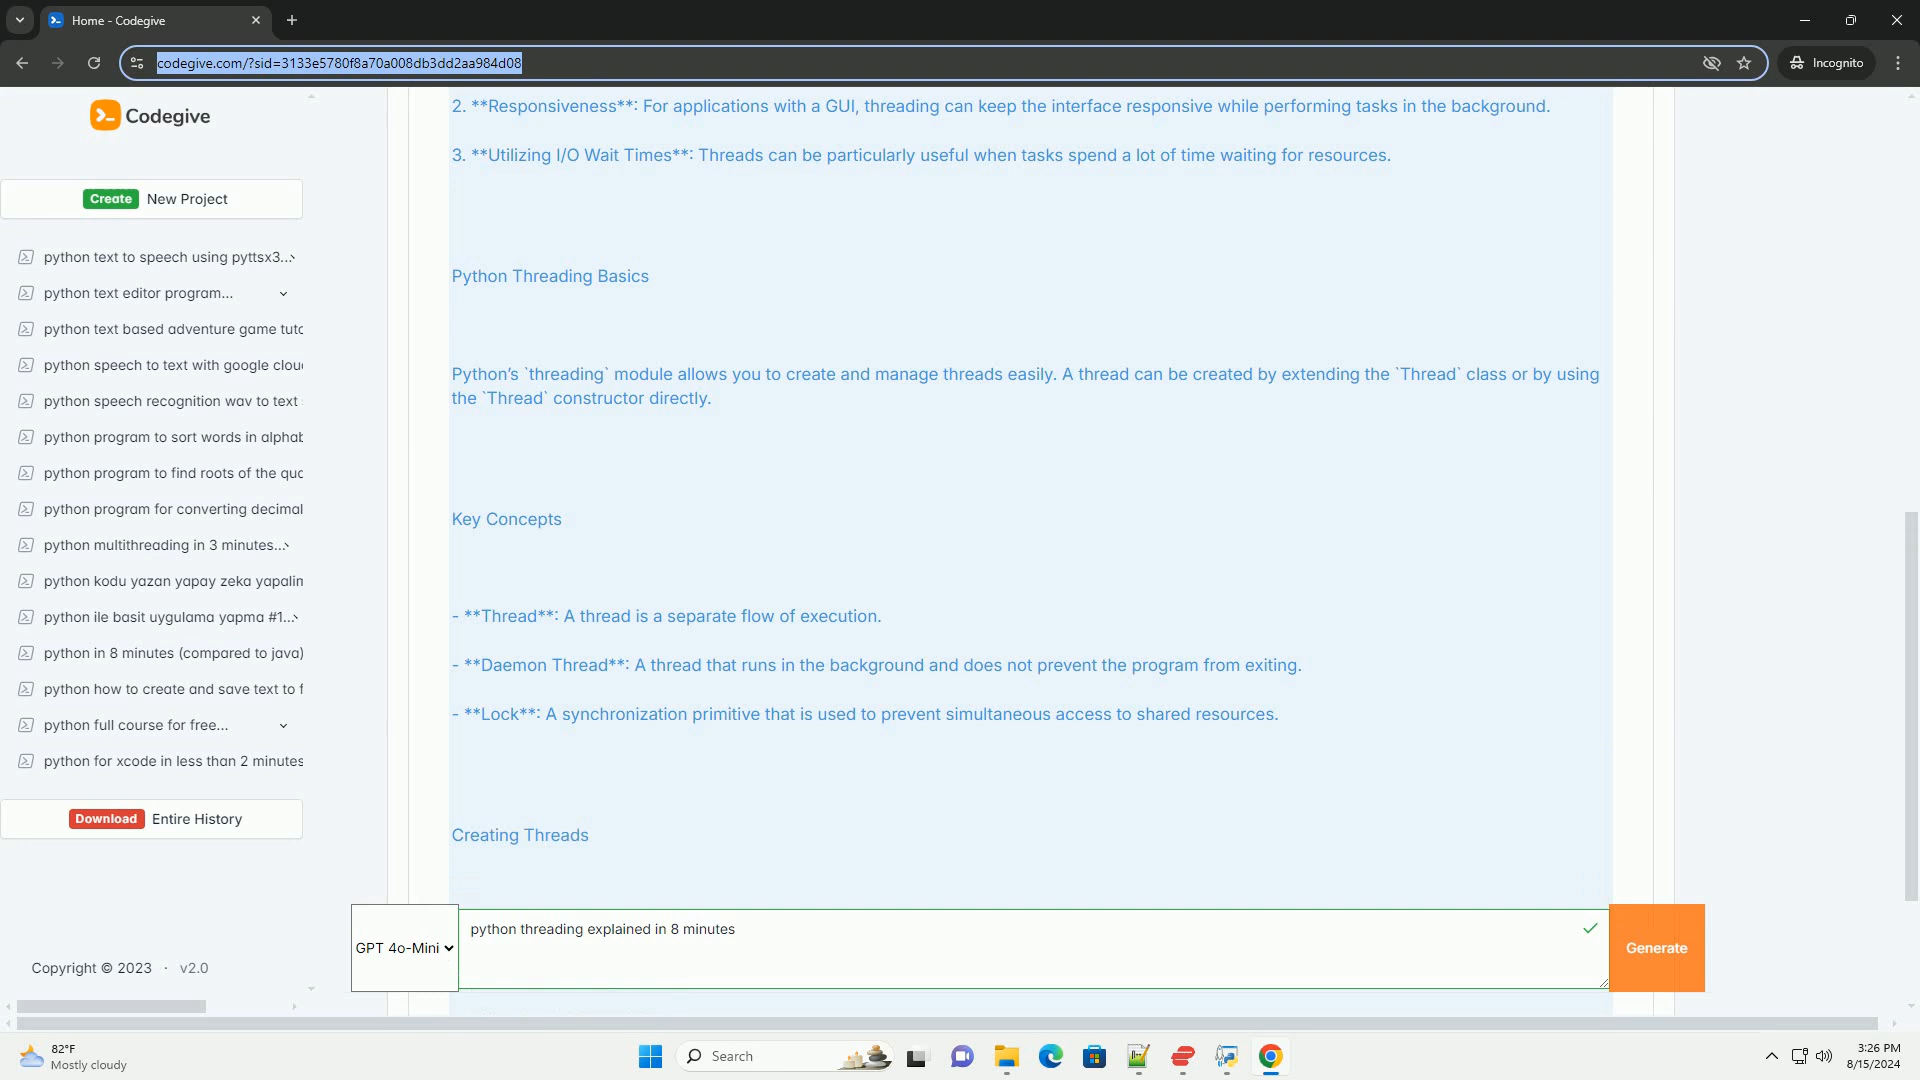 Home - Codegive
codegive.com/?sid=3133e5780f8a70a008db3dd2aa984d08
Incognito
Codegive
Create New Project
python text to speech using pyttsx3...
python text editor program...
python text based adventure game tuto
python speech to text with google clou
python speech recognition wav to text
python program to sort words in alphab
python program to find roots of the qua
python program for converting decimal
python multithreading in 3 minutes...
python kodu yazan yapay zeka yapalim
python ile basit uygulama yapma #1...
python in 8 minutes (compared to java)
python how to create and save text to f
python full course for free...
python for xcode in less than 2 minutes
Download Entire History
Copyright © 2023 · v2.0
2. **Responsiveness**: For applications with a GUI, threading can keep the interface responsive while performing tasks in the background.
3. **Utilizing I/O Wait Times**: Threads can be particularly useful when tasks spend a lot of time waiting for resources.
Python Threading Basics
Python’s `threading` module allows you to create and manage threads easily. A thread can be created by extending the `Thread` class or by using
the `Thread` constructor directly.
Key Concepts
- **Thread**: A thread is a separate flow of execution.
- **Daemon Thread**: A thread that runs in the background and does not prevent the program from exiting.
- **Lock**: A synchronization primitive that is used to prevent simultaneous access to shared resources.
Creating Threads
GPT 4o-Mini
python threading explained in 8 minutes
Generate
82°F
Mostly cloudy
Search
3:26 PM
8/15/2024